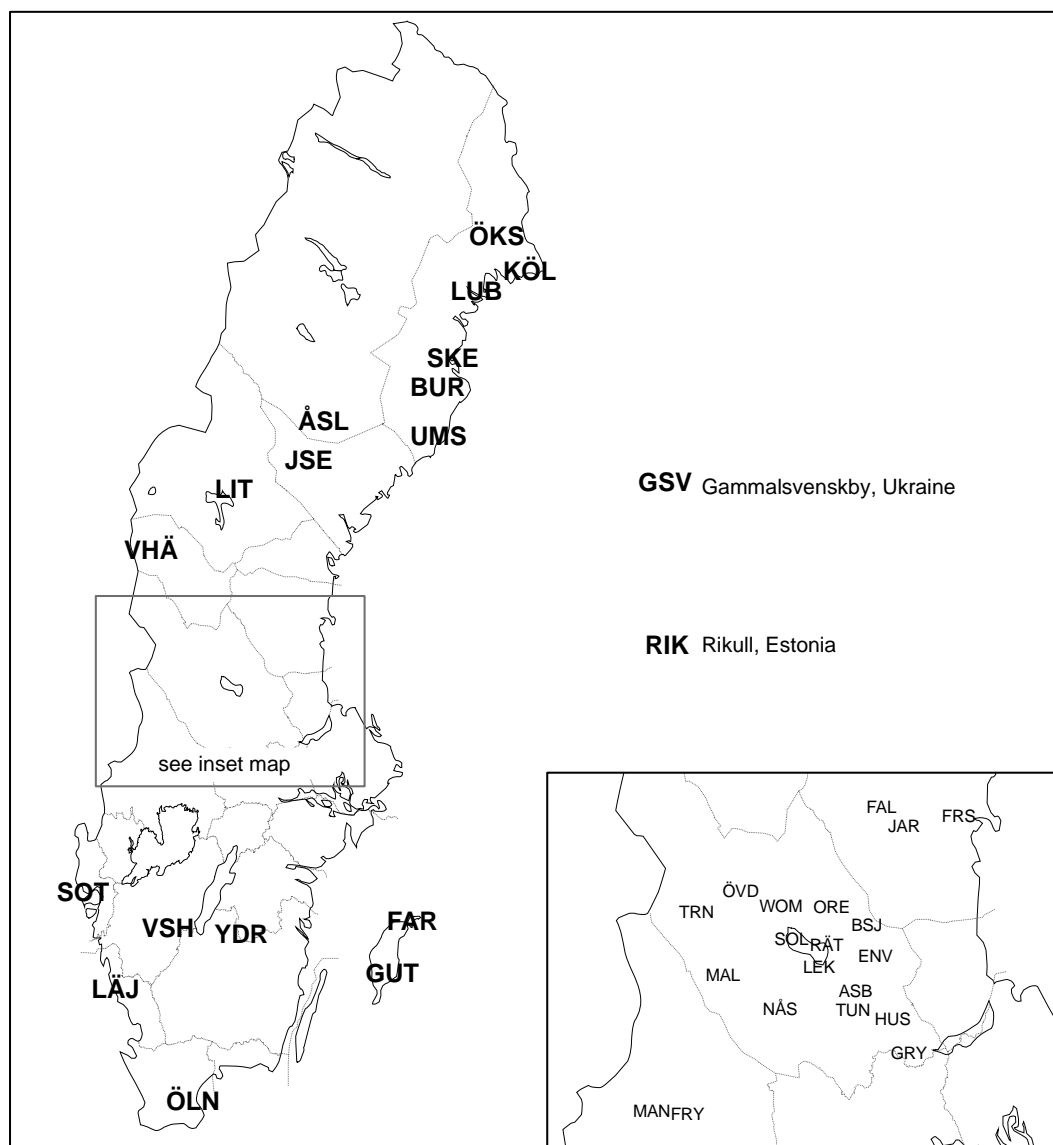 ÖKS
KÖL
LUB
SKE
BUR
ÅSL
UMS
JSE
LIT
GSV Gammalsvenskby, Ukraine
VHÄ
RIK Rikull, Estonia
see inset map
SOT
VSH
YDR
FAR
GUT
LÄJ
ÖLN
FAL
JAR
FRS
ÖVD
TRN
WOM
ORE
BSJ
SOL
RÄT
ENV
LEK
MAL
ASB
NÅS
TUN
HUS
GRY
MAN
FRY